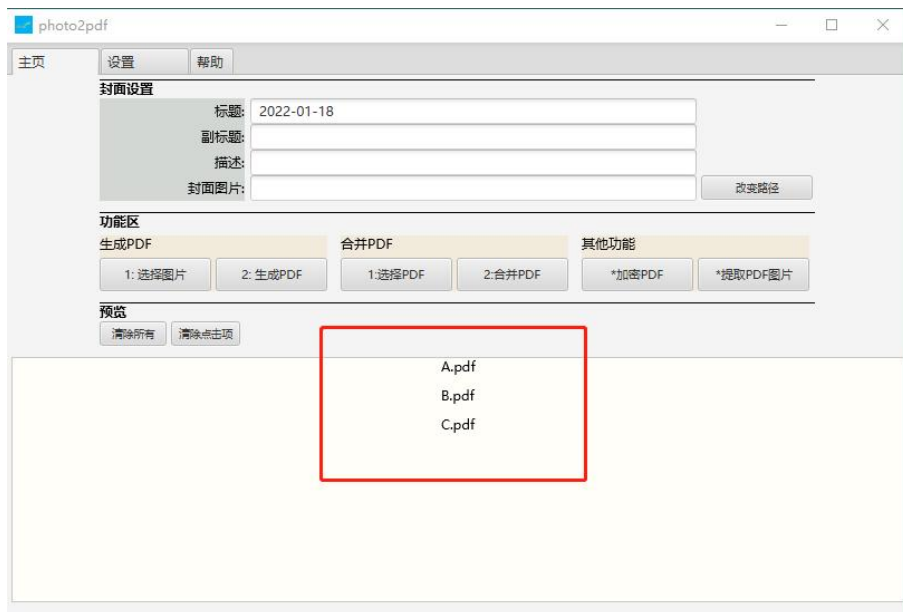 photo2pdf
主页 设置 帮助
封面设置
标题: 2022-01-18
副标题:
描述:
封面图片: 改变路径
功能区
生成PDF 合并PDF 其他功能
1: 选择图片 2: 生成PDF 1:选择PDF 2:合并PDF *加密PDF *提取PDF图片
预览
清除所有 清除点击项
A.pdf
B.pdf
C.pdf